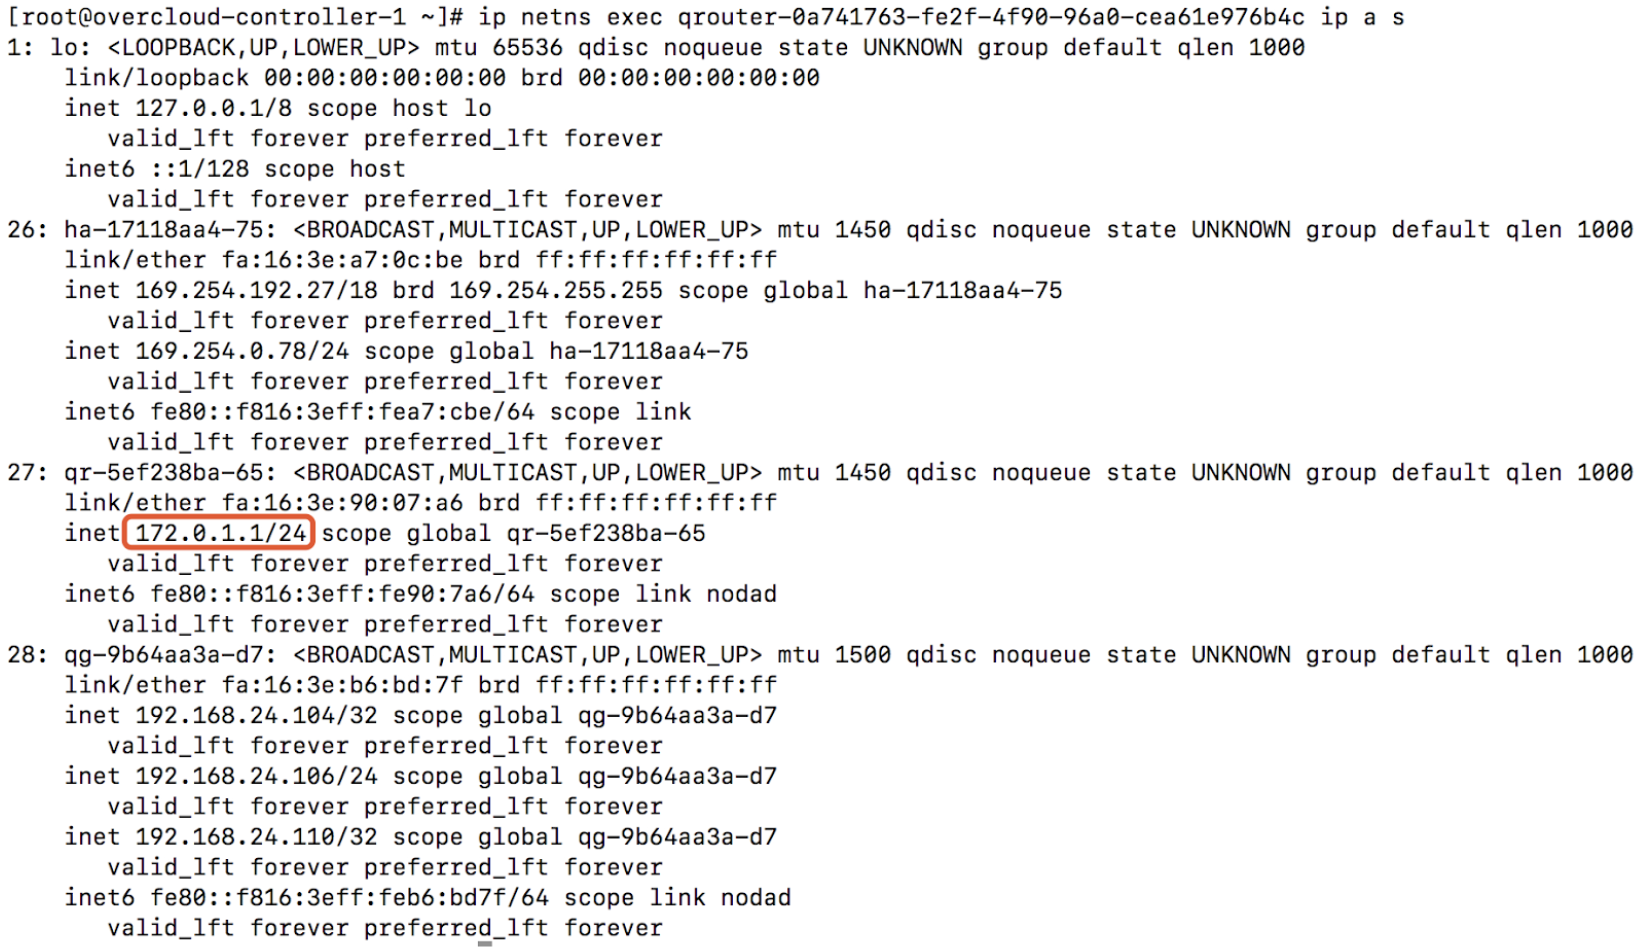 [root@overcloud-controller-1 ~]# ip netns exec qrouter-0a741763-fe2f-4f90-96a0-cea61e976b4c ip a s
1: lo: <LOOPBACK,UP,LOWER_UP> mtu 65536 qdisc noqueue state UNKNOWN group default qlen 1000
    link/loopback 00:00:00:00:00:00 brd 00:00:00:00:00:00
    inet 127.0.0.1/8 scope host lo
       valid_lft forever preferred_lft forever
    inet6 ::1/128 scope host
       valid_lft forever preferred_lft forever
26: ha-17118aa4-75: <BROADCAST,MULTICAST,UP,LOWER_UP> mtu 1450 qdisc noqueue state UNKNOWN group default qlen 1000
    link/ether fa:16:3e:a7:0c:be brd ff:ff:ff:ff:ff:ff
    inet 169.254.192.27/18 brd 169.254.255.255 scope global ha-17118aa4-75
       valid_lft forever preferred_lft forever
    inet 169.254.0.78/24 scope global ha-17118aa4-75
       valid_lft forever preferred_lft forever
    inet6 fe80::f816:3eff:fea7:cbe/64 scope link
       valid_lft forever preferred_lft forever
27: qr-5ef238ba-65: <BROADCAST,MULTICAST,UP,LOWER_UP> mtu 1450 qdisc noqueue state UNKNOWN group default qlen 1000
    link/ether fa:16:3e:90:07:a6 brd ff:ff:ff:ff:ff:ff
    inet 172.0.1.1/24 scope global qr-5ef238ba-65
       valid_lft forever preferred_lft forever
    inet6 fe80::f816:3eff:fe90:7a6/64 scope link nodad
       valid_lft forever preferred_lft forever
28: qg-9b64aa3a-d7: <BROADCAST,MULTICAST,UP,LOWER_UP> mtu 1500 qdisc noqueue state UNKNOWN group default qlen 1000
    link/ether fa:16:3e:b6:bd:7f brd ff:ff:ff:ff:ff:ff
    inet 192.168.24.104/32 scope global qg-9b64aa3a-d7
       valid_lft forever preferred_lft forever
    inet 192.168.24.106/24 scope global qg-9b64aa3a-d7
       valid_lft forever preferred_lft forever
    inet 192.168.24.110/32 scope global qg-9b64aa3a-d7
       valid_lft forever preferred_lft forever
    inet6 fe80::f816:3eff:feb6:bd7f/64 scope link nodad
       valid_lft forever preferred_lft forever